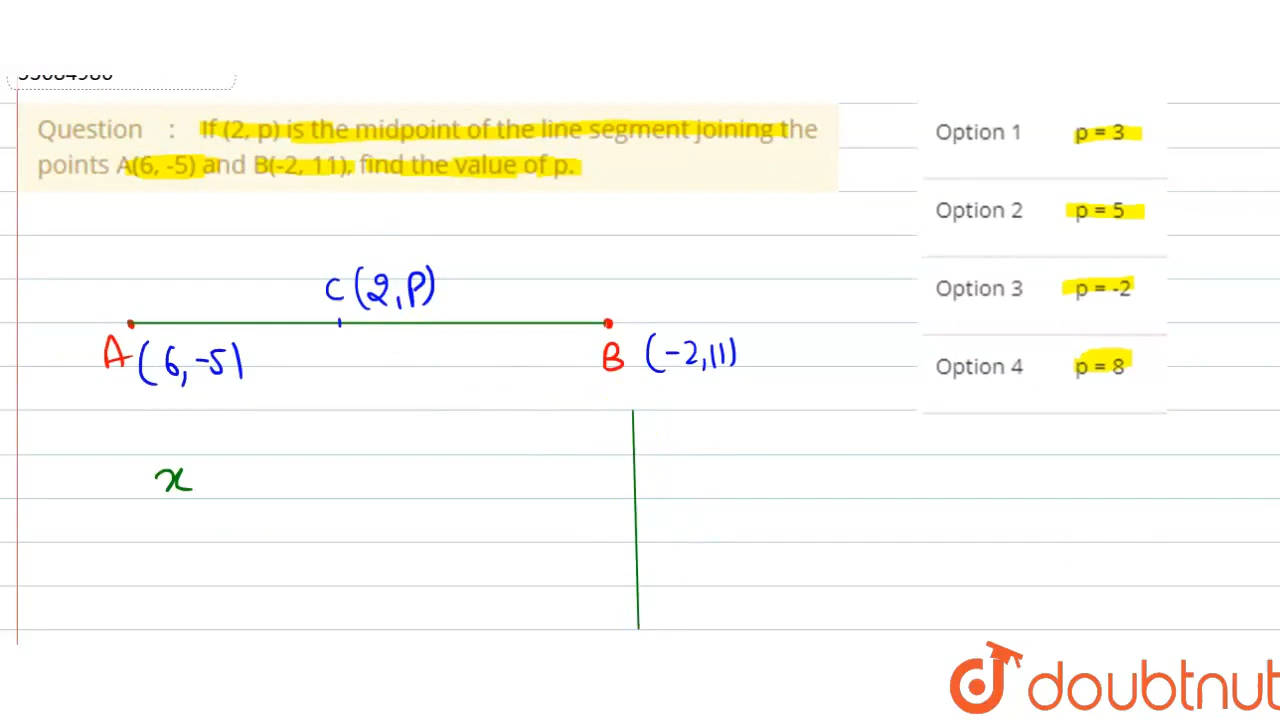 Question : If (2, p) is the midpoint of the line segment joining the
points A(6, -5) and B(-2, 11), find the value of p.
Option 1 p = 3
Option 2 p = 5
Option 3 p = -2
Option 4 p = 8
C (2, P)
A (6, -5)
B (-2, 11)
x
doubtnut